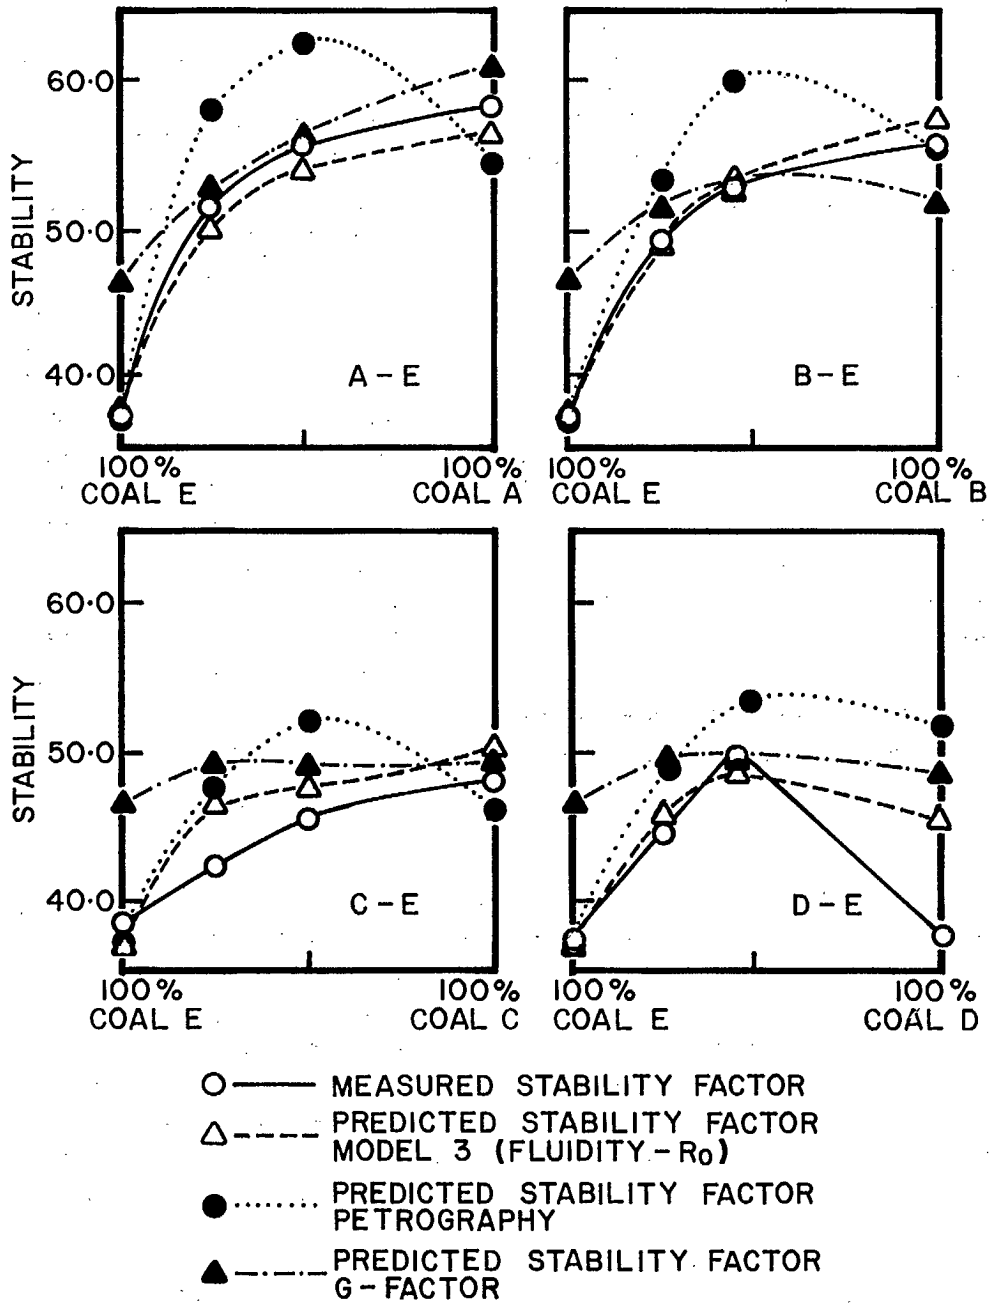 60.0
50.0
40.0
STABILITY
A-E
100% 100%
COAL E COAL A
B-E
100% 100%
COAL E COAL B
60.0
50.0
40.0
STABILITY
C-E
100% 100%
COAL E COAL C
D-E
100% 100%
COAL E COAL D
MEASURED STABILITY FACTOR
PREDICTED STABILITY FACTOR
MODEL 3 (FLUIDITY-Ro)
PREDICTED STABILITY FACTOR
PETROGRAPHY
PREDICTED STABILITY FACTOR
G-FACTOR